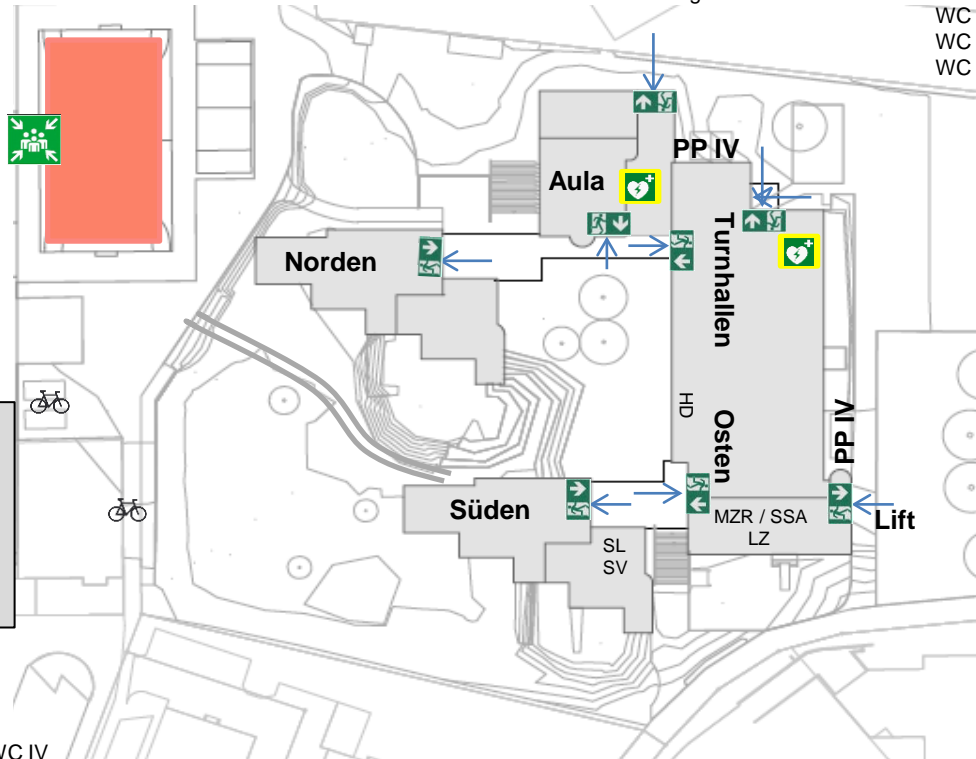 WC
WC
WC
PP IV
Aula
Norden
Turnhallen
HD
Osten
PP IV
Süden
MZR / SSA
LZ
Lift
SL
SV
WC IV